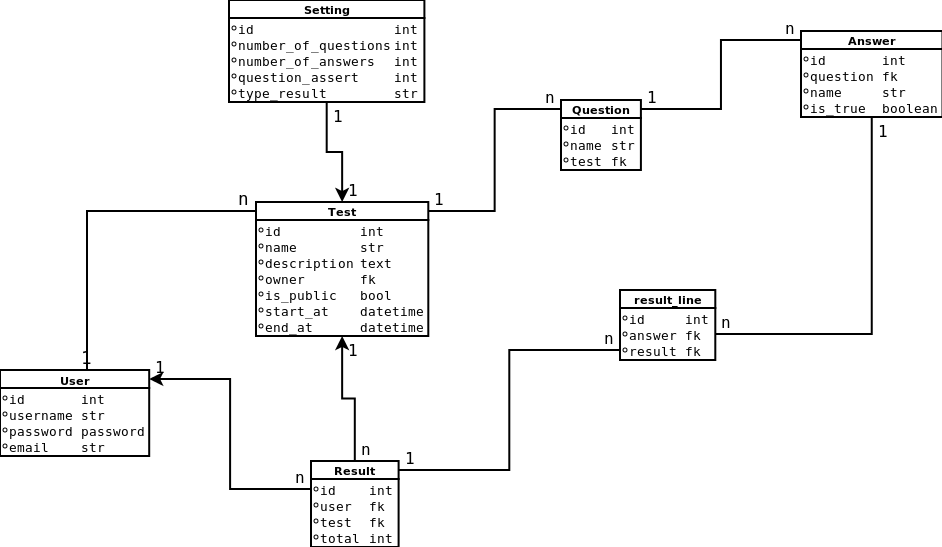 Setting
id int
number_of_questions int
number_of_answers int
question_assert int
type_result str
1
1
n
Answer
id int
question fk
name str
is_true boolean
1
n
1
Question
id int
name str
test fk
n
1
Test
id int
name str
description text
owner fk
is_public bool
start_at datetime
end_at datetime
1
result_line
id int
answer fk
result fk
n
n
1
1
User
id int
username str
password password
email str
n
n
1
Result
id int
user fk
test fk
total int